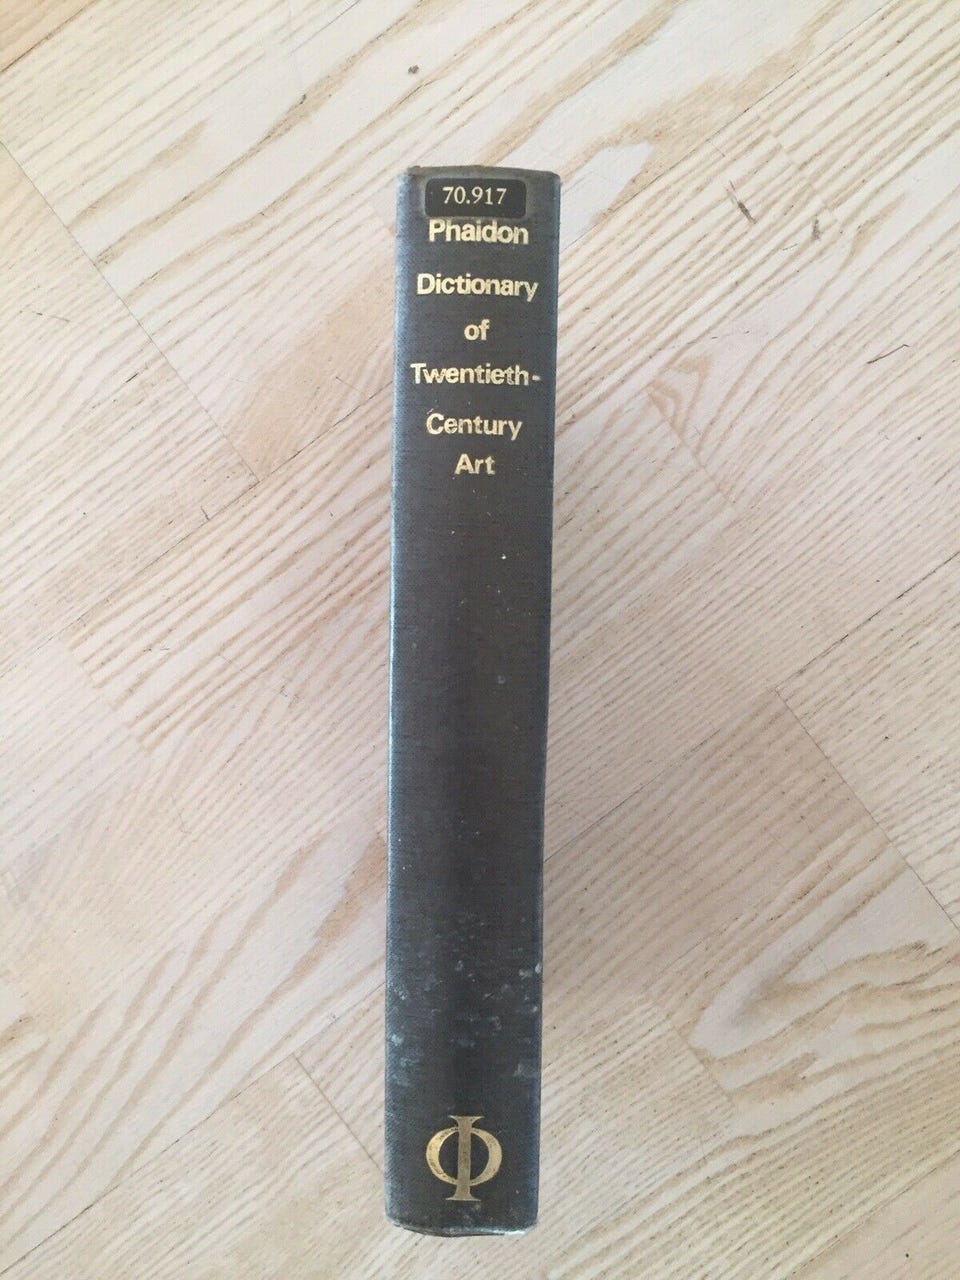 70.917
Phaidon
Dictionary
of
Twentieth-
Century
Art
Φ